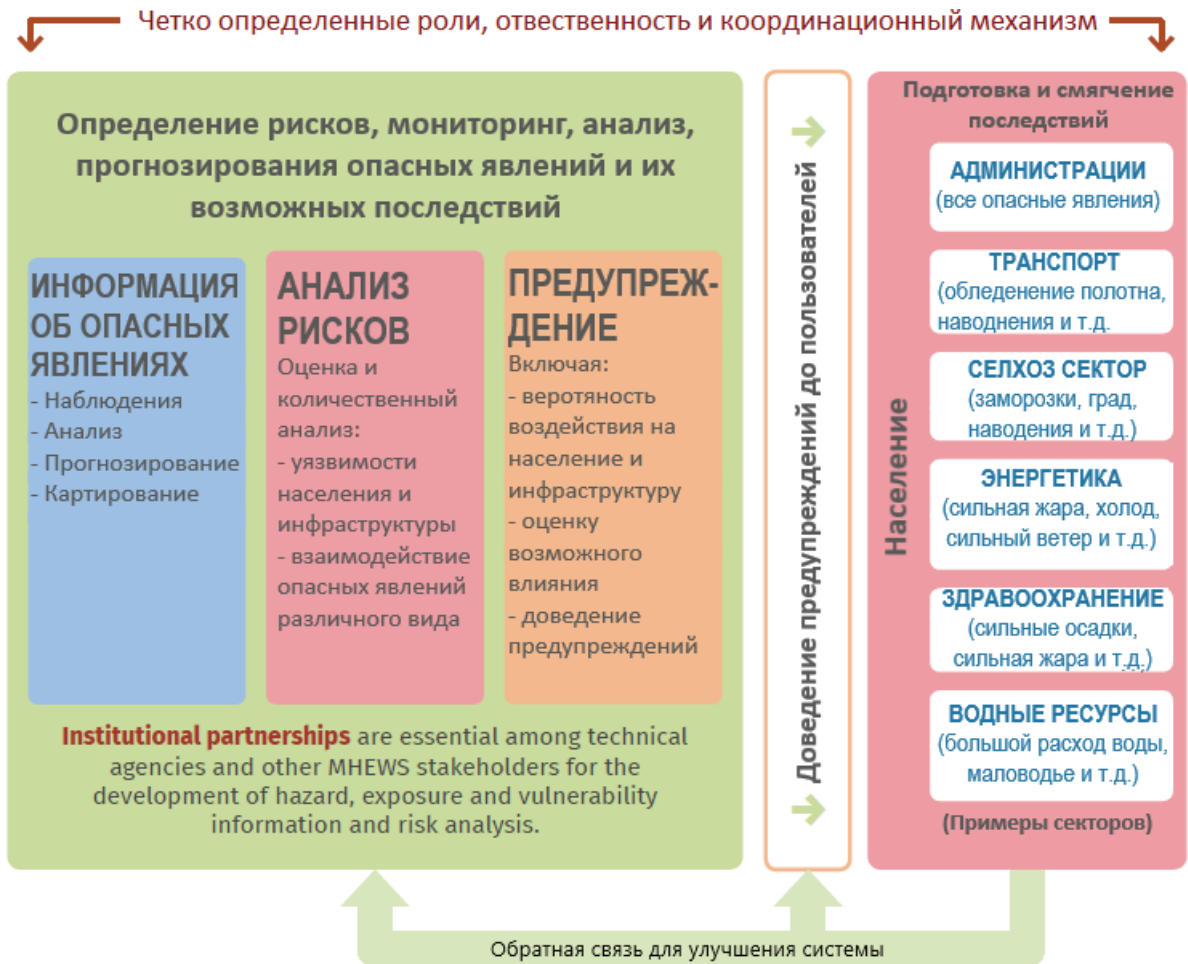 Четко определенные роли, отвественность и координационный механизм
Определение рисков, мониторинг, анализ,
прогнозирования опасных явлений и их
возможных последствий
ИНФОРМАЦИЯ
ОБ ОПАСНЫХ
ЯВЛЕНИЯХ
- Наблюдения
- Анализ
- Прогнозирование
- Картирование
АНАЛИЗ
РИСКОВ
Оценка и
количественный
анализ:
- уязвимости
населения и
инфраструктуры
- взаимодействие
опасных явлений
различного вида
ПРЕДУПРЕЖ-
ДЕНИЕ
Включая:
- веротяность
воздействия на
население и
инфраструктуру
- оценку
возможного
влияния
- доведение
предупреждений
Institutional partnerships are essential among technical
agencies and other MHEWS stakeholders for the
development of hazard, exposure and vulnerability
information and risk analysis.
Доведение предупреждений до пользователей
Подготовка и смягчение
последствий
Население
АДМИНИСТРАЦИИ
(все опасные явления)
ТРАНСПОРТ
(обледенение полотна,
наводнения и т.д.
СЕЛХОЗ СЕКТОР
(заморозки, град,
наводения и т.д.)
ЭНЕРГЕТИКА
(сильная жара, холод,
сильный ветер и т.д.)
ЗДРАВООХРАНЕНИЕ
(сильные осадки,
сильная жара и т.д.)
ВОДНЫЕ РЕСУРСЫ
(большой расход воды,
маловодье и т.д.)
(Примеры секторов)
Обратная связь для улучшения системы